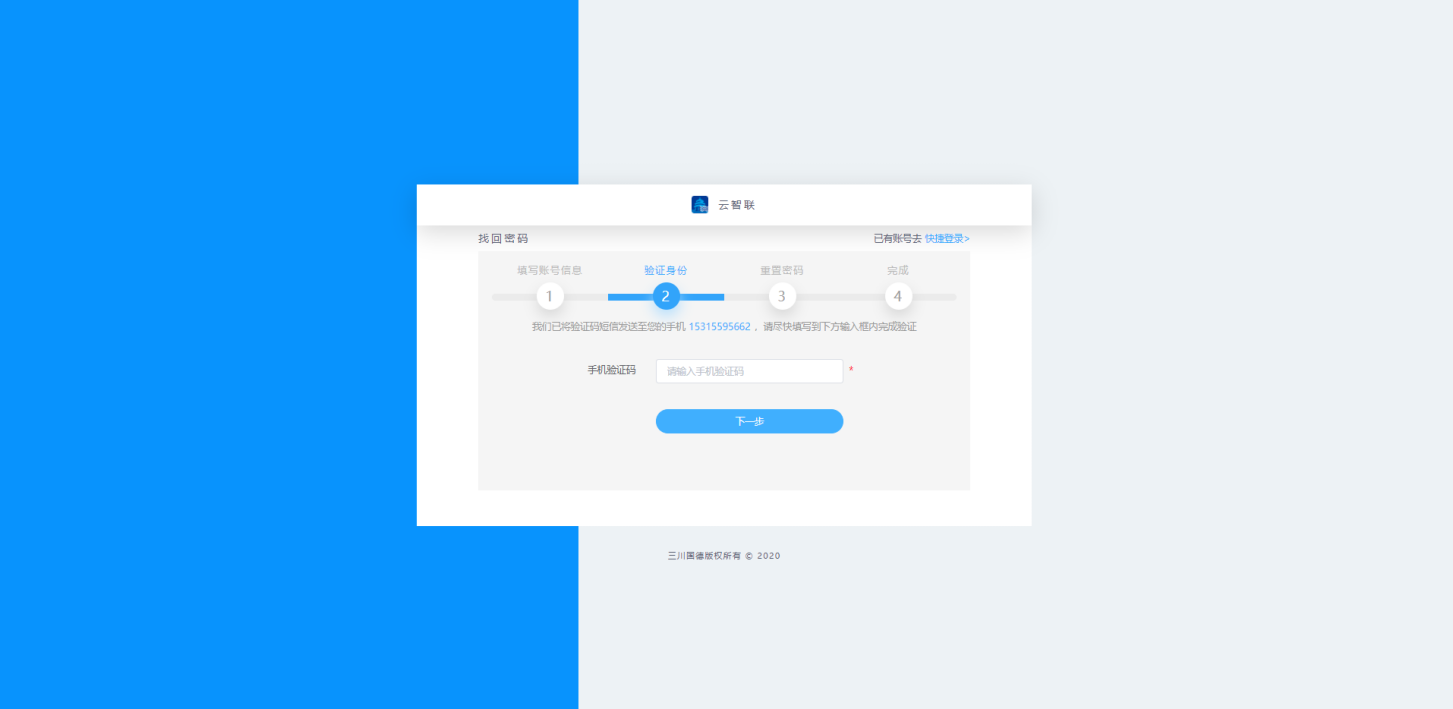 云智联
找回密码 已有账号去 快捷登录>
填写账号信息 验证身份 重置密码 完成
1 2 3 4
我们已将验证码短信发送至您的手机 15315595662 ，请尽快填写到下方输入框内完成验证
手机验证码 请输入手机验证码 *
下一步
三川国德版权所有 © 2020